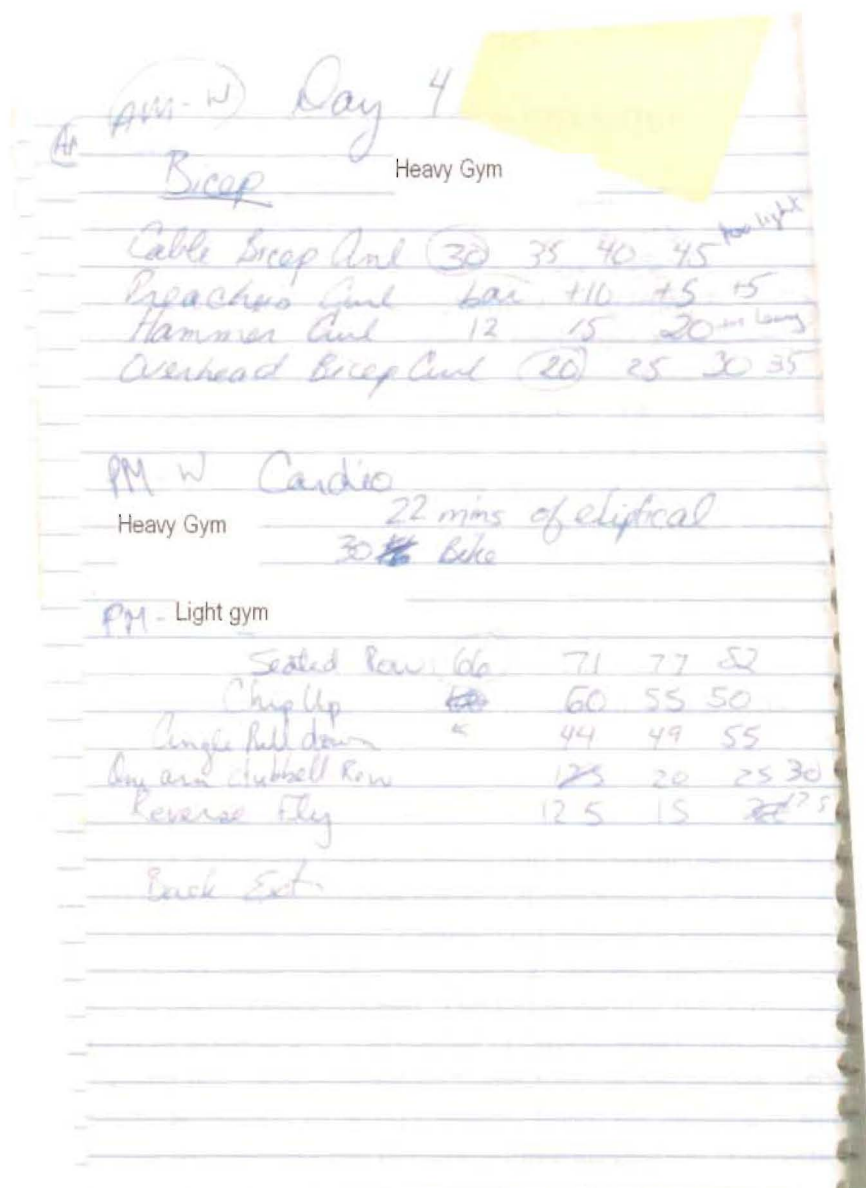 AM - W Day 4
Am
Bicep Heavy Gym
Cable Bicep Curl 30 35 40 45 too light
Preachers Curl bar +10 +5 +5
Hammer Curl 12 15 20
Overhead Bicep Curl 20 25 30 35
PM W Cardio
Heavy Gym 22 mins of eliptical
30 Bike
PM - Light gym
Seated Row 66 71 77 82
Chip Up 60 55 50
Pull down 44 49 55
One arm Row 12.5 20 25 30
Reverse Fly 12 5 15 17 5
Back Ext.